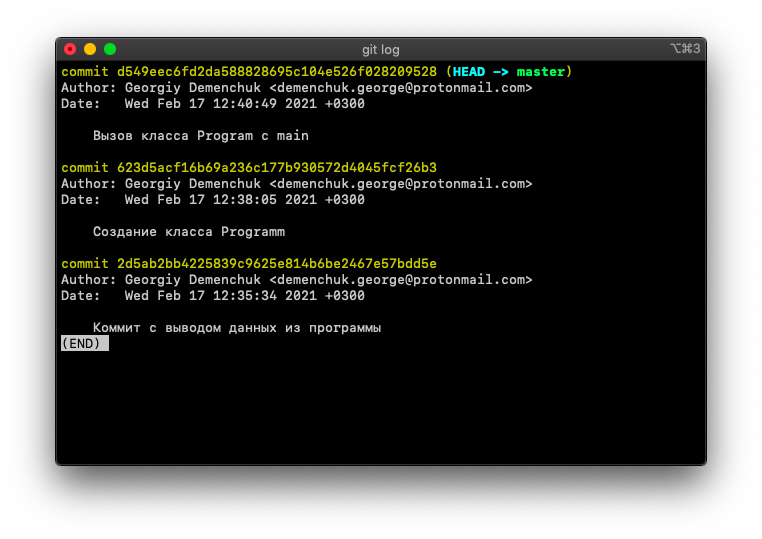 git log
⌥⌘3
commit d549eec6fd2da588828695c104e526f028209528 (HEAD -> master)
Author: Georgiy Demenchuk <demenchuk.george@protonmail.com>
Date:   Wed Feb 17 12:40:49 2021 +0300
Вызов класса Program с main
commit 623d5acf16b69a236c177b930572d4045fcf26b3
Author: Georgiy Demenchuk <demenchuk.george@protonmail.com>
Date:   Wed Feb 17 12:38:05 2021 +0300
Создание класса Programm
commit 2d5ab2bb4225839c9625e814b6be2467e57bdd5e
Author: Georgiy Demenchuk <demenchuk.george@protonmail.com>
Date:   Wed Feb 17 12:35:34 2021 +0300
Коммит с выводом данных из программы
(END)